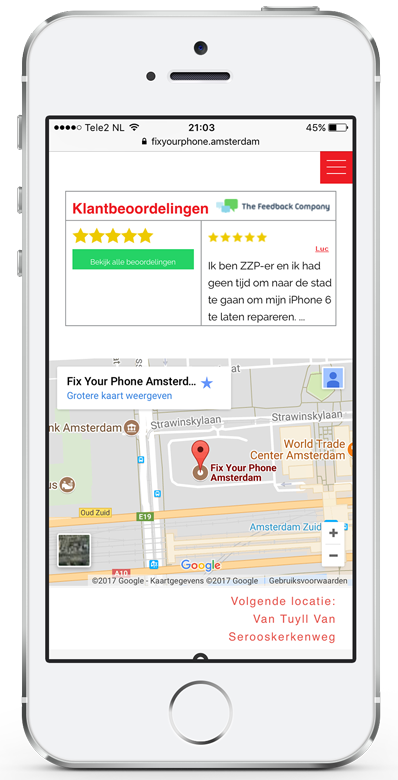 Tele2 NL 21:03 45%
fixyourphone.amsterdam
Klantbeoordelingen The Feedback Company
Bekijk alle beoordelingen
Luc
Ik ben ZZP-er en ik had
geen tijd om naar de stad
te gaan om mijn iPhone 6
te laten repareren. ...
Fix Your Phone Amsterd...
Grotere kaart weergeven
at
nk Amsterdam
Strawinskylaan
Strawinskylaan
World Trade
Center Amsterdam
Fix Your Phone
Amsterdam
us
Oud Zuid
E19
Amsterdam Zuid
+
−
Google
A10
©2017 Google - Kaartgegevens ©2017 Google Gebruiksvoorwaarden
Volgende locatie:
Van Tuyll Van
Serooskerkenweg